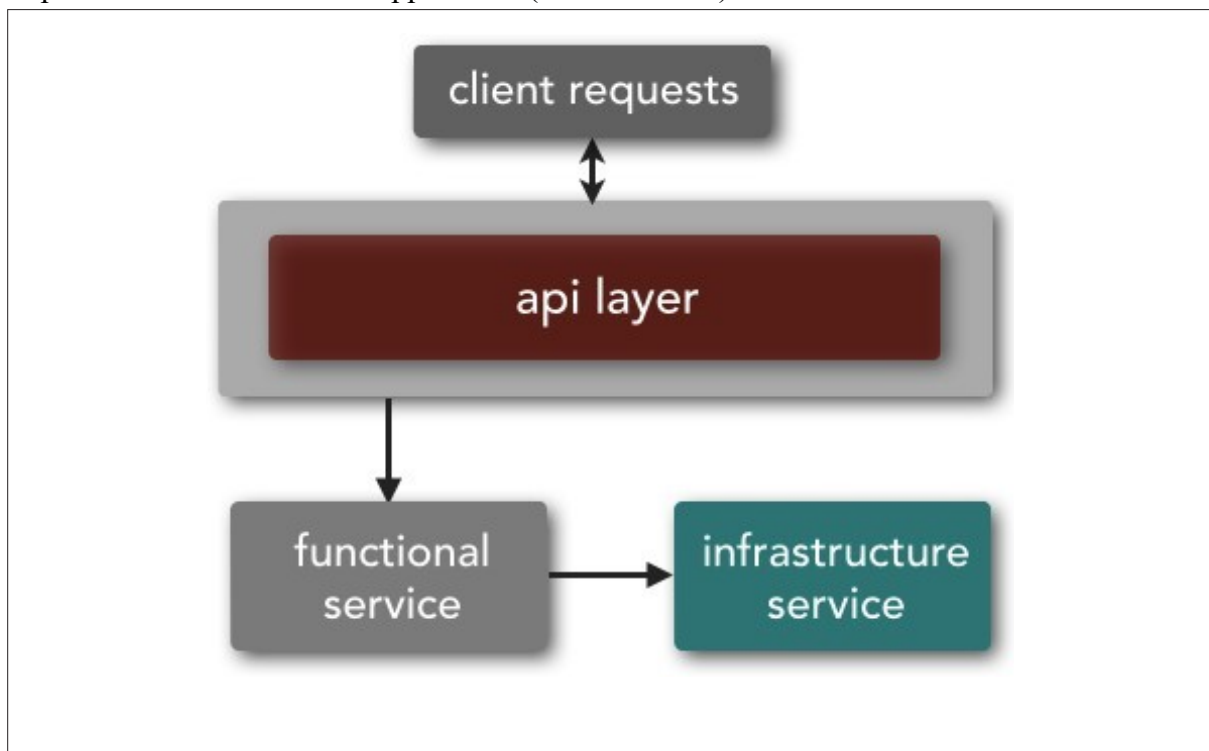 client requests
api layer
functional
service
infrastructure
service